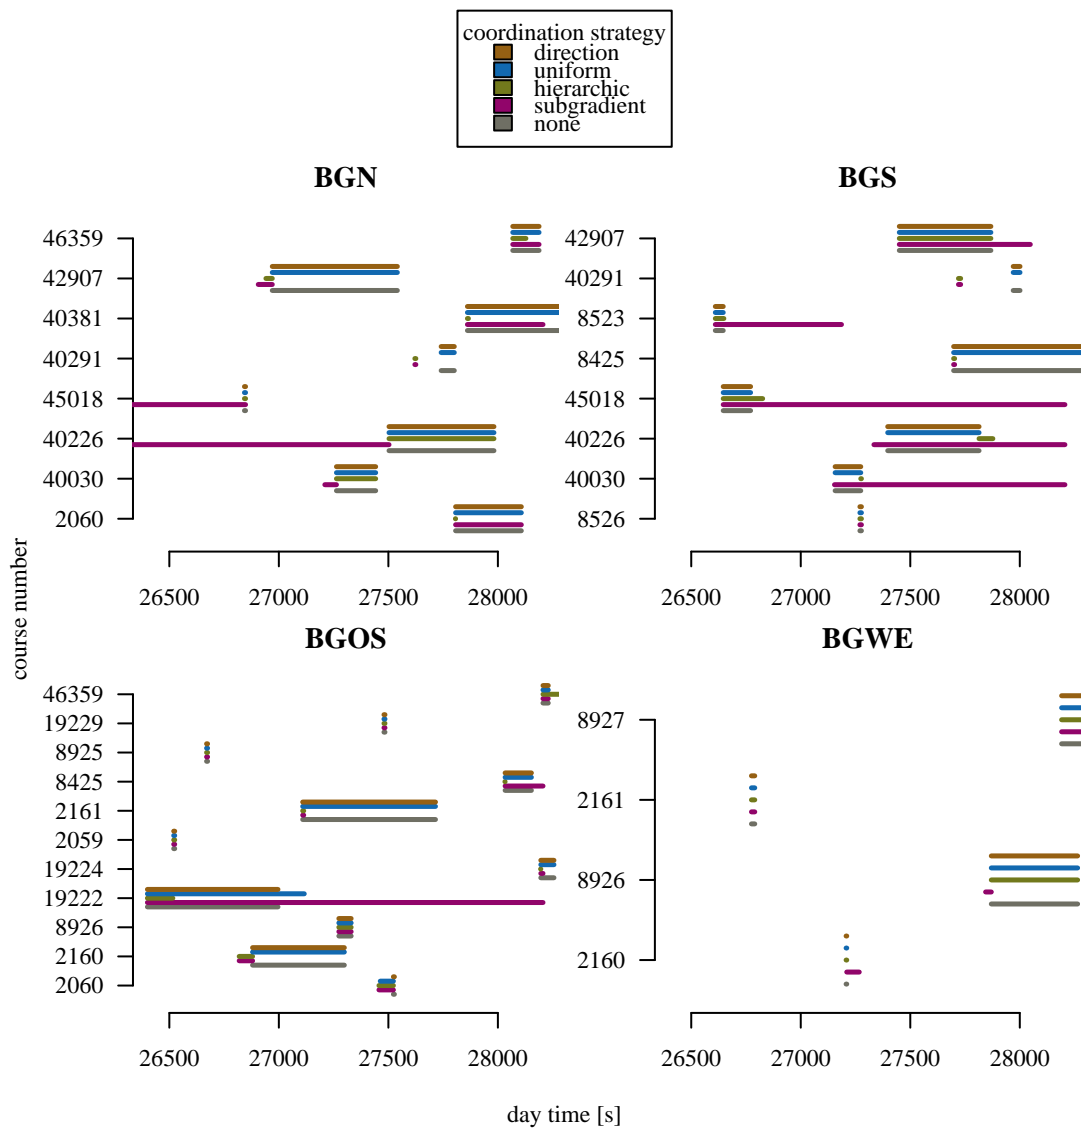 coordination strategy
direction
uniform
hierarchic
subgradient
none
BGN
46359
42907
40381
40291
45018
40226
40030
2060
26500 27000 27500 28000
BGS
42907
40291
8523
8425
45018
40226
40030
8526
26500 27000 27500 28000
course number
BGOS
46359
19229
8925
8425
2161
2059
19224
19222
8926
2160
2060
26500 27000 27500 28000
BGWE
8927
2161
8926
2160
26500 27000 27500 28000
day time [s]